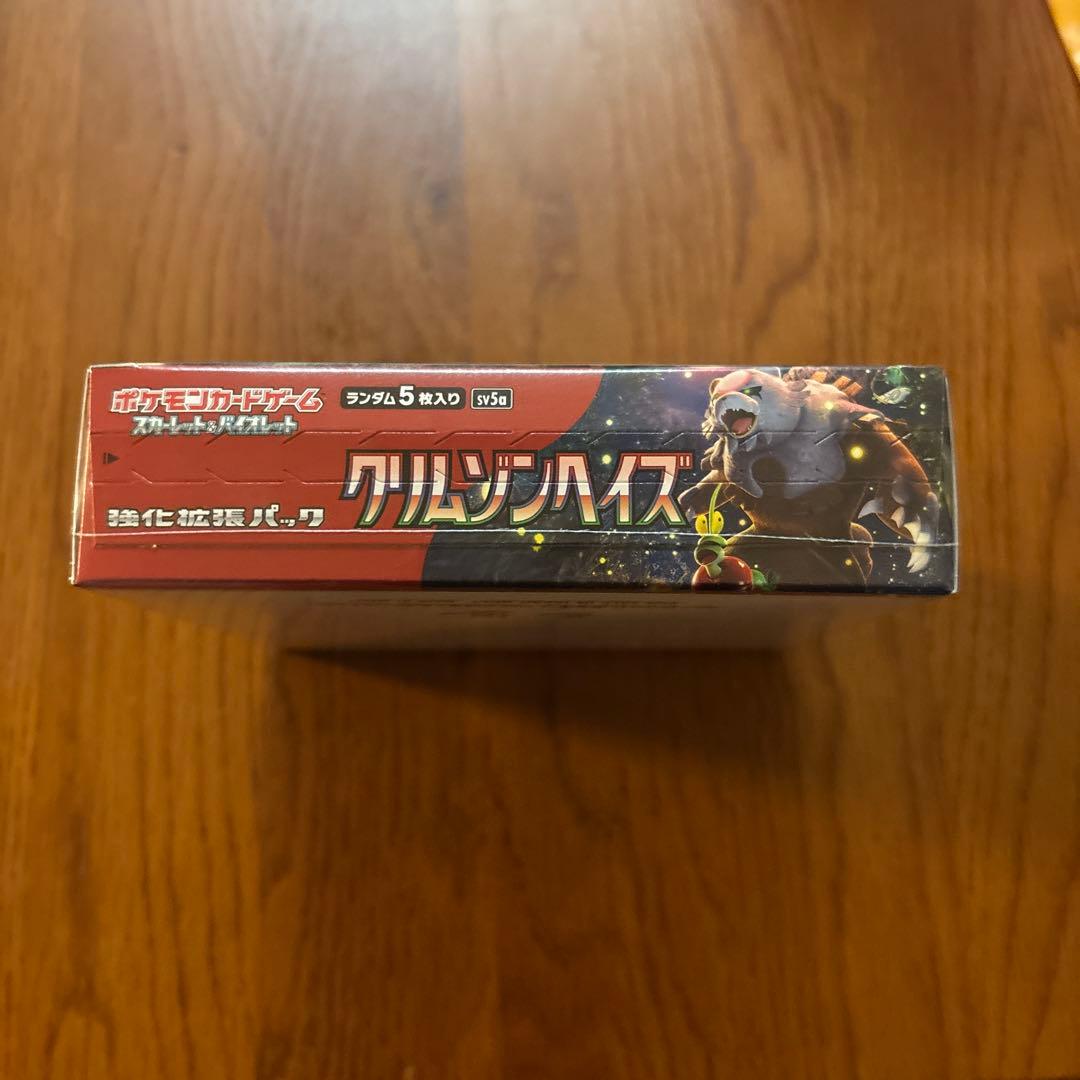 ポケモンカードゲーム
スカーレット&バイオレット
ランダム5枚入り
sv5a
クリムゾンヘイズ
強化拡張パック